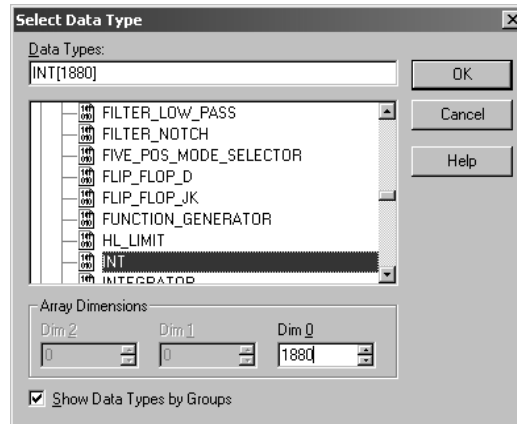 Select Data Type
Data Types:
INT[1880]
OK
Cancel
Help
FILTER_LOW_PASS
FILTER_NOTCH
FIVE_POS_MODE_SELECTOR
FLIP_FLOP_D
FLIP_FLOP_JK
FUNCTION_GENERATOR
HL_LIMIT
INT
INTEGRATOR
Array Dimensions
Dim 2 Dim 1 Dim 0
0 0 1880
Show Data Types by Groups